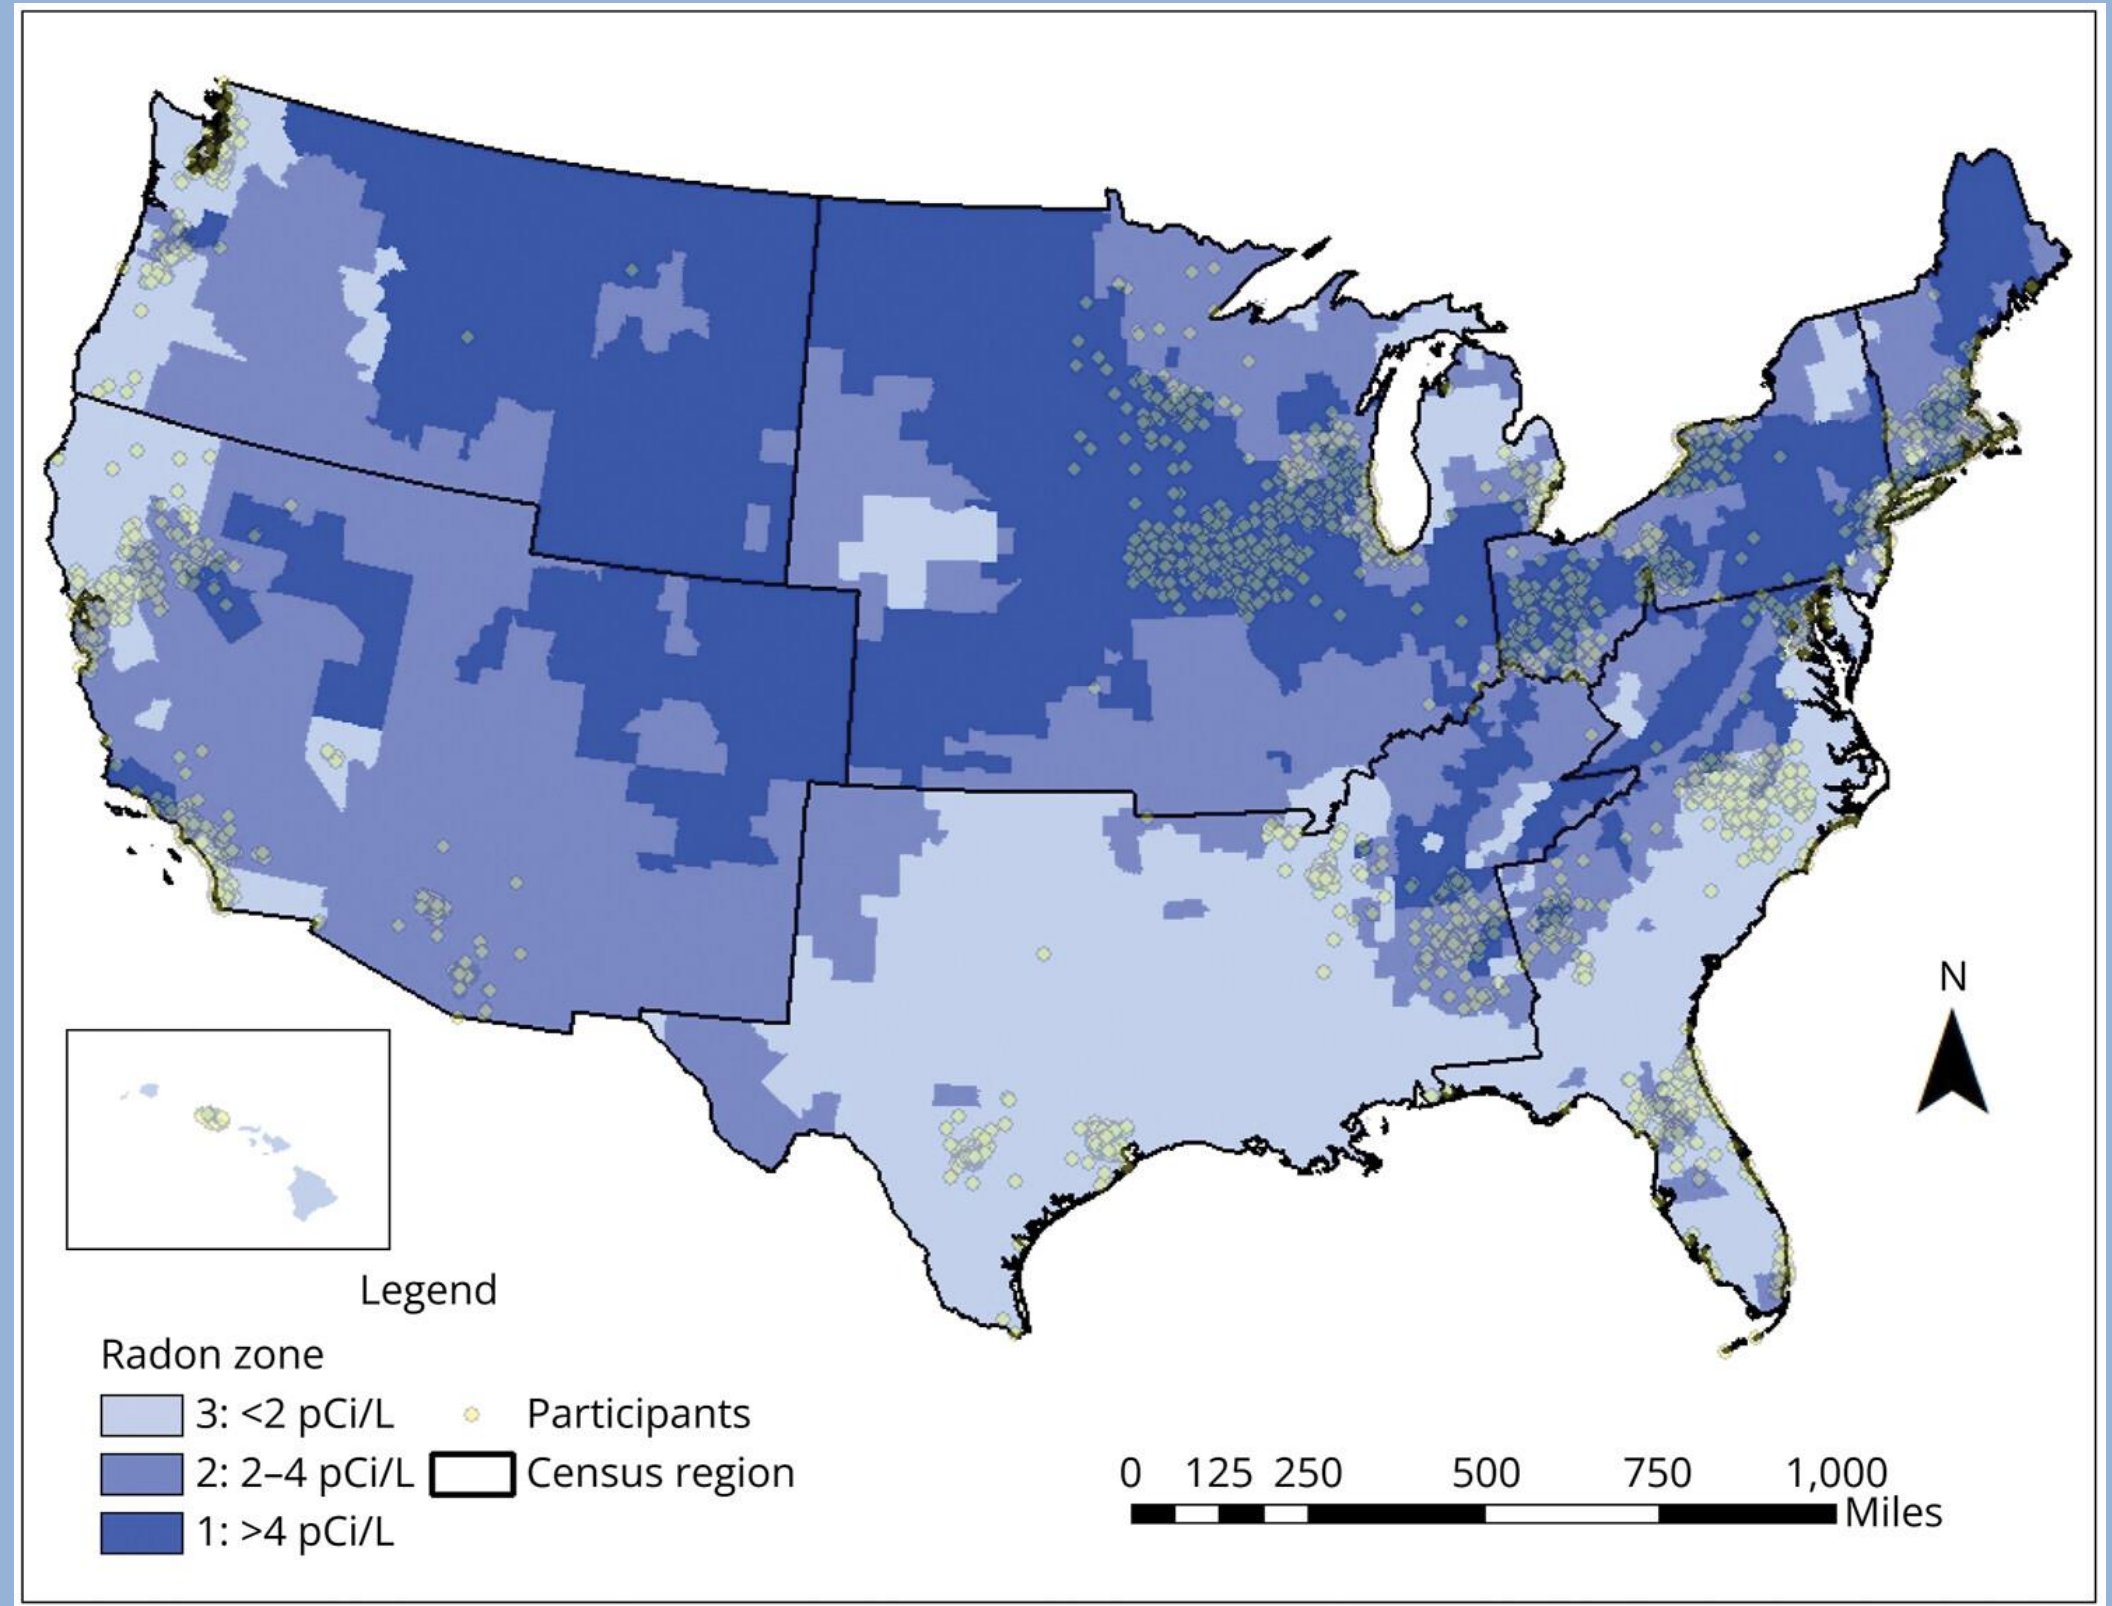 N
Legend
Radon zone
3: <2 pCi/L
Participants
2: 2–4 pCi/L
Census region
1: >4 pCi/L
0 125 250 500 750 1,000
Miles